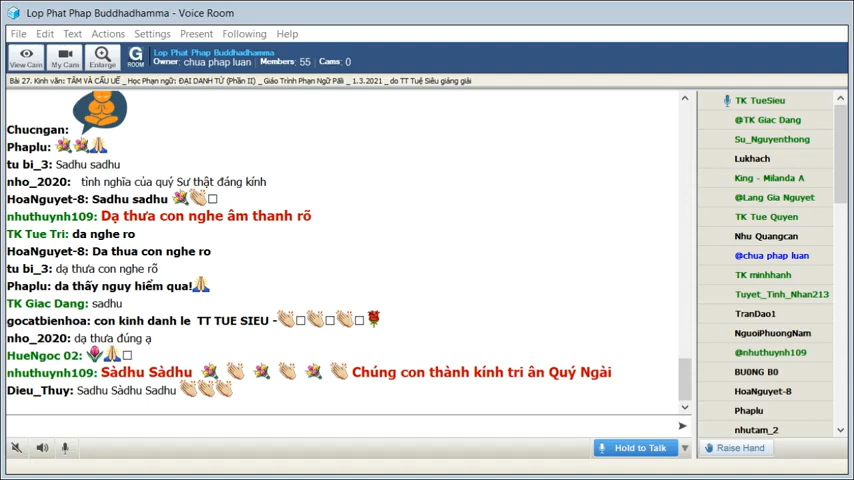 Lop Phat Phap Buddhadhamma - Voice Room
File Edit Text Actions Settings Present Following Help
View Cam My Cam Enlarge G ROOM
Lop Phat Phap Buddhadhamma
Owner: chua phap luan Members: 55 Cams: 0
Bài 27. Kinh văn: TÂM VÀ CẤU UẾ _ Học Phạn ngữ: ĐẠI DANH TỪ (Phần II) _ Giáo Trình Phạn Ngữ Pāli _ 1.3.2021 _ do TT Tuệ Siêu giảng giải
Chucngan:
Phaplu:
tu bi_3: Sadhu sadhu
nho_2020: tình nghĩa của quý Sư thật đáng kính
HoaNguyet-8: Sadhu sadhu
nhuthuynh109: Dạ thưa con nghe âm thanh rõ
TK Tue Tri: da nghe ro
HoaNguyet-8: Da thua con nghe ro
tu bi_3: dạ thưa con nghe rõ
Phaplu: da thấy nguy hiểm qua!
TK Giac Dang: sadhu
gocatbienhoa: con kinh danh le TT TUE SIEU -
nho_2020: dạ thưa đúng ạ
HueNgoc 02:
nhuthuynh109: Sàdhu Sàdhu Chúng con thành kính tri ân Quý Ngài
Dieu_Thuy: Sadhu Sàdhu Sadhu
Hold to Talk
TK TueSieu
@TK Giac Dang
Su_Nguyenthong
Lukhach
King - Milanda A
@Lang Gia Nguyet
TK Tue Quyen
Nhu Quangcan
@chua phap luan
TK minhhanh
Tuyet_Tinh_Nhan213
TranDao1
NguoiPhuongNam
@nhuthuynh109
BU0NG B0
HoaNguyet-8
Phaplu
nhutam_2
Raise Hand